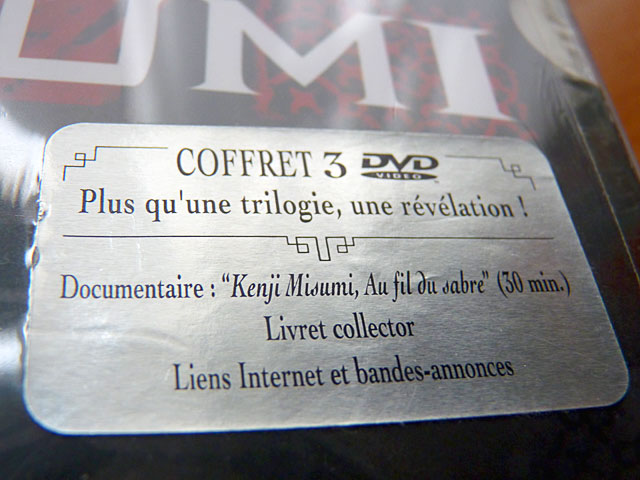 UMI
COFFRET 3 DVD
VIDEO
Plus qu'une trilogie, une révélation !
Documentaire : “Kenji Misumi, Au fil du sabre” (30 min.)
Livret collector
Liens Internet et bandes-annonces